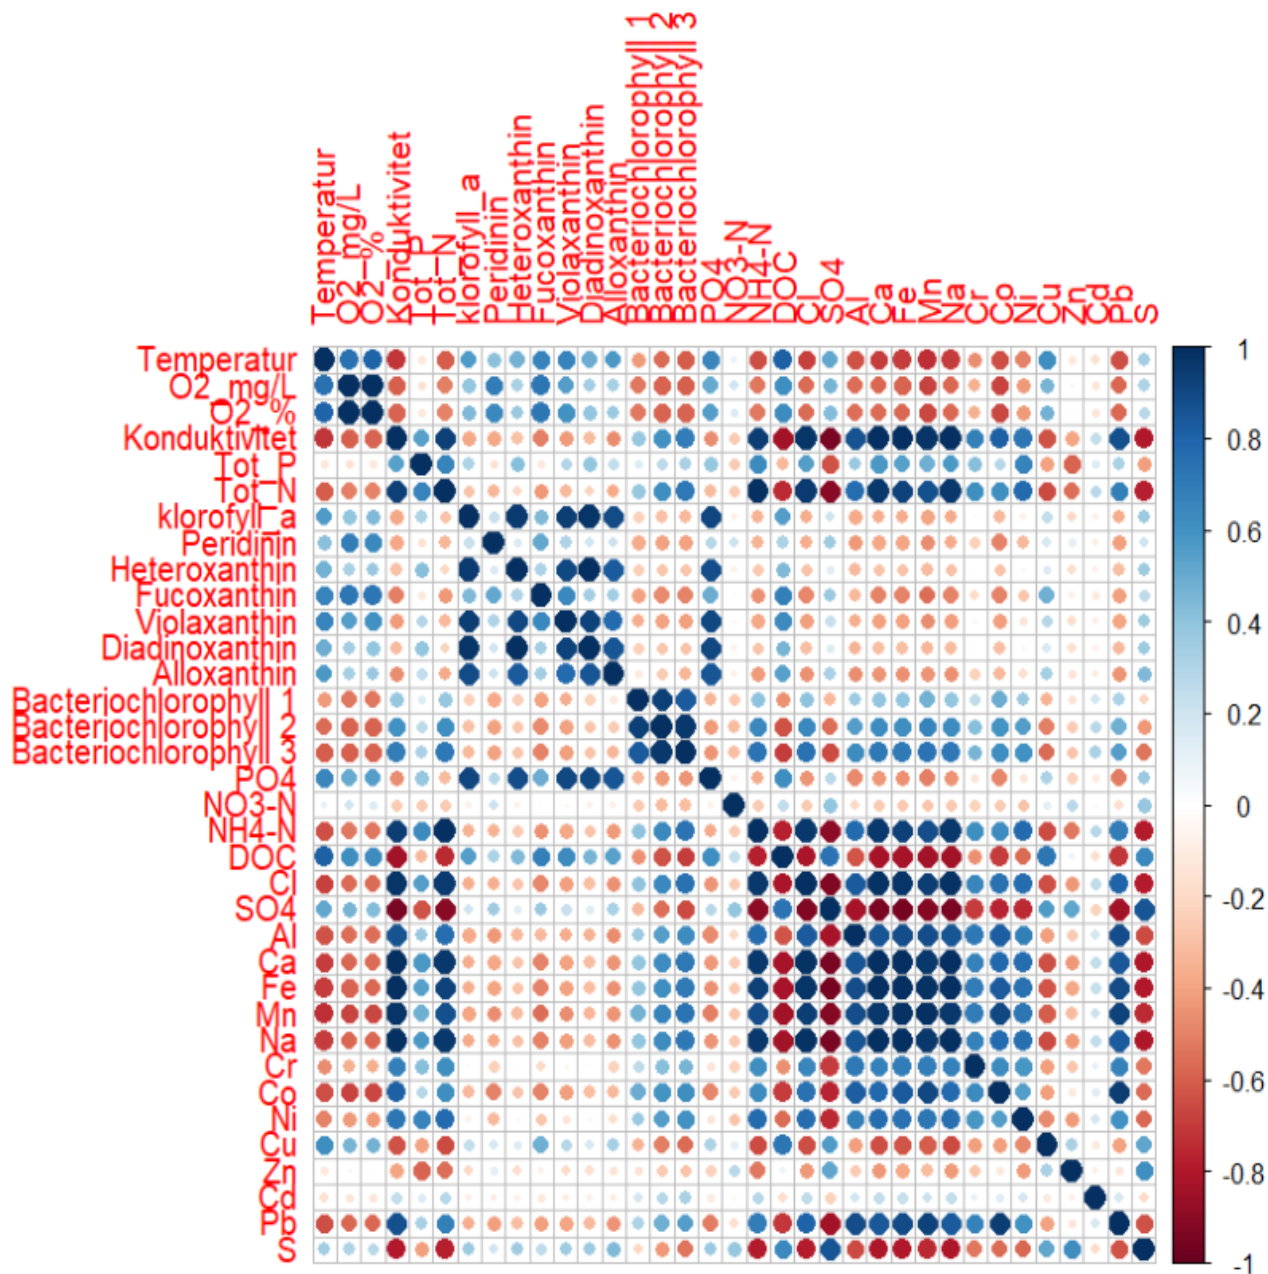 Temperatur
O2_mg/L
O2_%
Konduktivitet
Tot_P
Tot_N
klorofyll_a
Peridinin
Heteroxanthin
Fucoxanthin
Violaxanthin
Diadinoxanthin
Alloxanthin
Bacteriochlorophyll 1
Bacteriochlorophyll 2
Bacteriochlorophyll 3
PO4
NO3-N
NH4-N
DOC
Cl
SO4
Al
Ca
Fe
Mn
Na
Cr
Co
Ni
Cu
Zn
Cd
Pb
S
Temperatur
O2_mg/L
O2_%
Konduktivitet
Tot_P
Tot_N
klorofyll_a
Peridinin
Heteroxanthin
Fucoxanthin
Violaxanthin
Diadinoxanthin
Alloxanthin
Bacteriochlorophyll 1
Bacteriochlorophyll 2
Bacteriochlorophyll 3
PO4
NO3-N
NH4-N
DOC
Cl
SO4
Al
Ca
Fe
Mn
Na
Cr
Co
Ni
Cu
Zn
Cd
Pb
S
1
0.8
0.6
0.4
0.2
0
-0.2
-0.4
-0.6
-0.8
-1